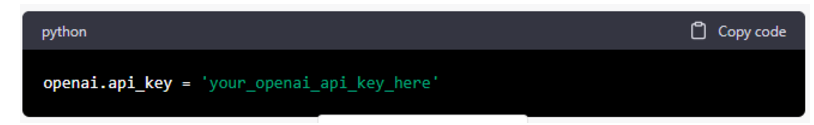 python
Copy code
openai.api_key = 'your_openai_api_key_here'